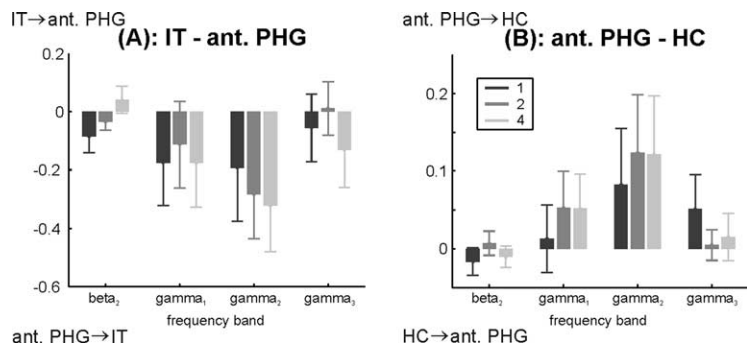 IT→ant. PHG
(A): IT - ant. PHG
0.2
0
-0.2
-0.4
-0.6
beta₂ gamma₁ gamma₂ gamma₃
frequency band
ant. PHG→IT
ant. PHG→HC
(B): ant. PHG - HC
1
2
4
0.2
0.1
0
beta₂ gamma₁ gamma₂ gamma₃
frequency band
HC→ant. PHG